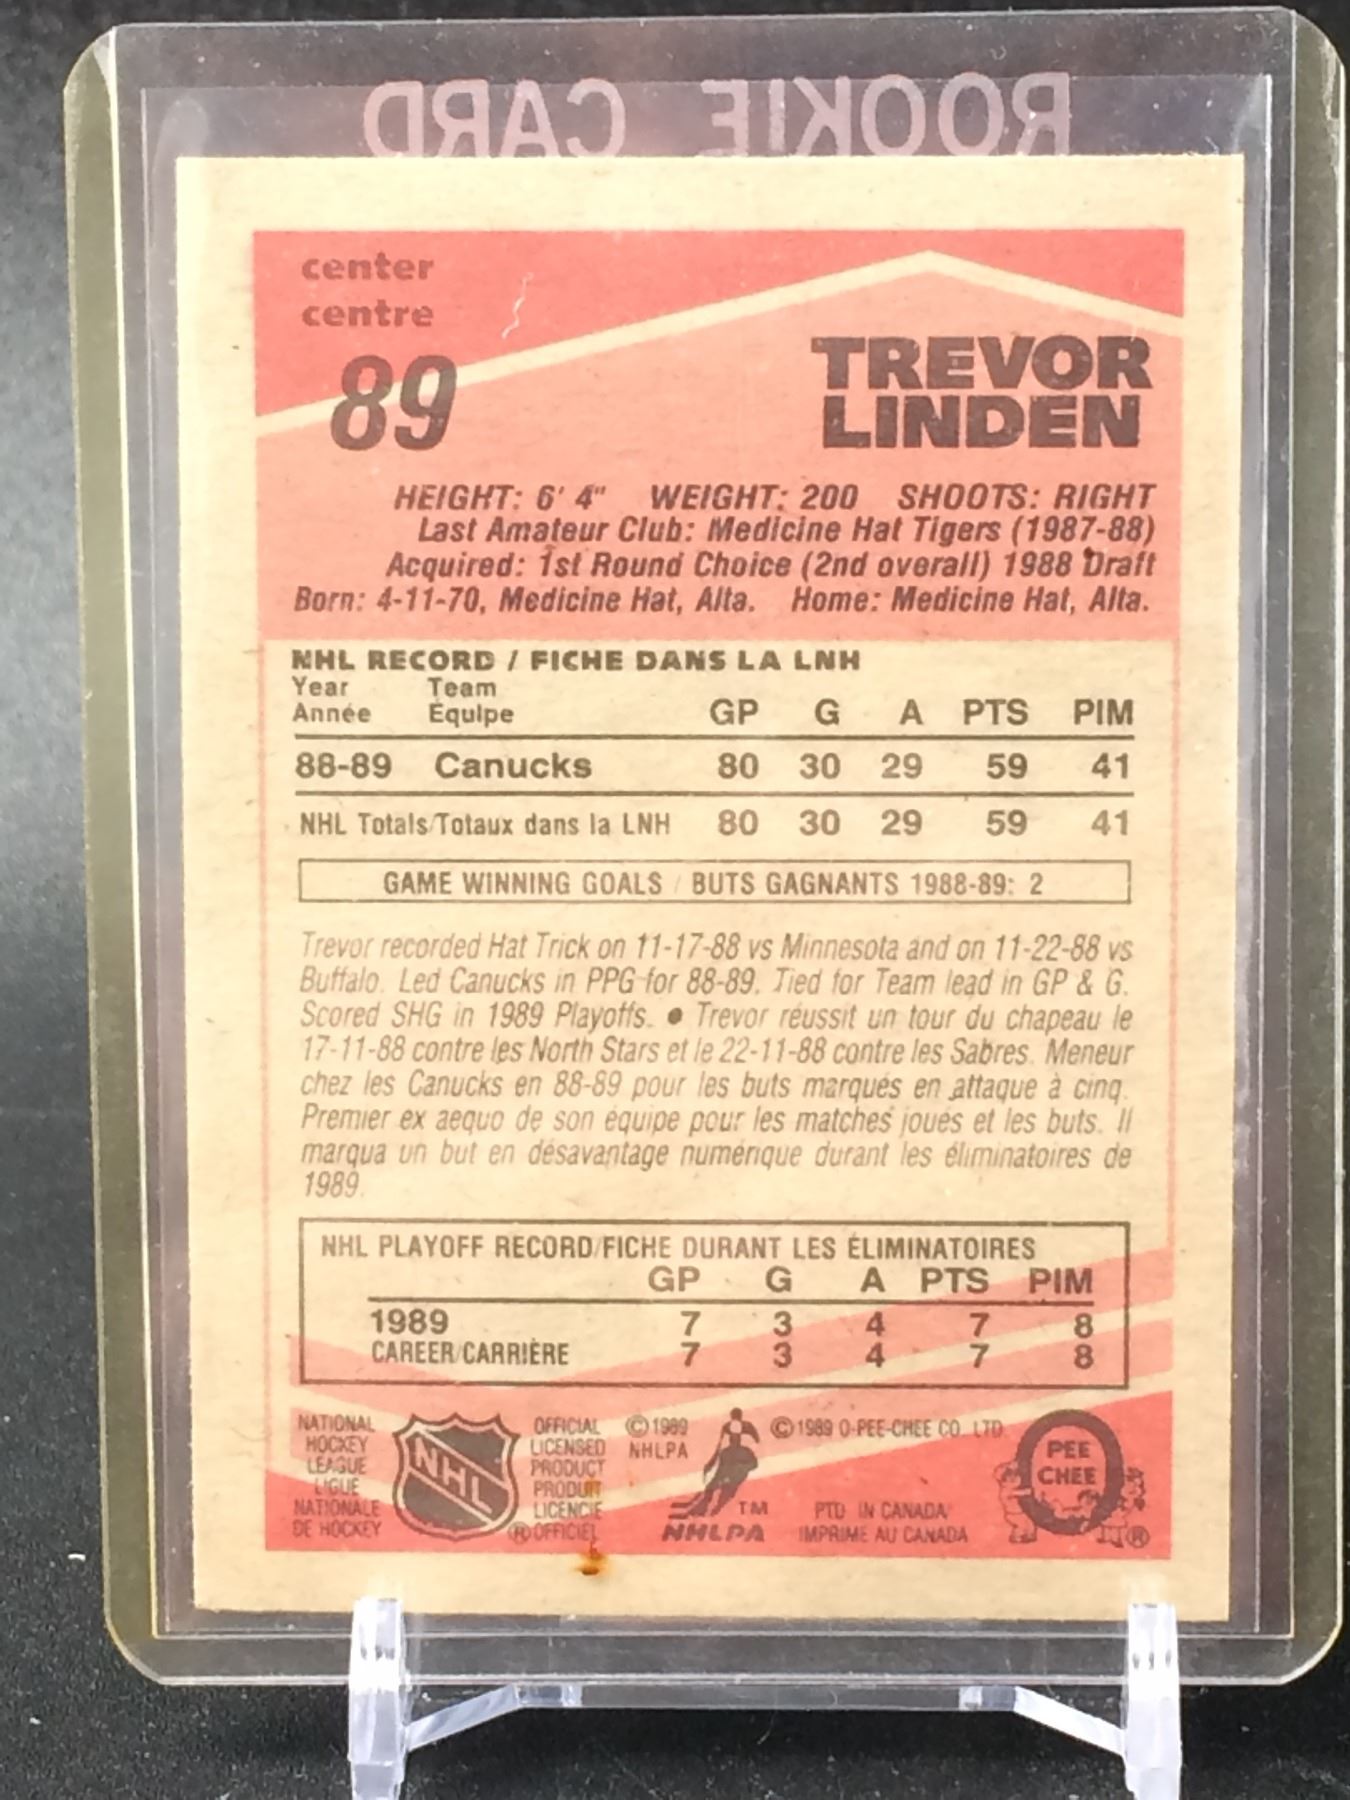 ROOKIE CARD
center
centre
89
TREVOR
LINDEN
HEIGHT: 6' 4" WEIGHT: 200 SHOOTS: RIGHT
Last Amateur Club: Medicine Hat Tigers (1987-88)
Acquired: 1st Round Choice (2nd overall) 1988 Draft
Born: 4-11-70, Medicine Hat, Alta. Home: Medicine Hat, Alta.
NHL RECORD / FICHE DANS LA LNH
Year Team
Année Équipe GP G A PTS PIM
88-89 Canucks 80 30 29 59 41
NHL Totals/Totaux dans la LNH 80 30 29 59 41
GAME WINNING GOALS / BUTS GAGNANTS 1988-89: 2
Trevor recorded Hat Trick on 11-17-88 vs Minnesota and on 11-22-88 vs
Buffalo. Led Canucks in PPG for 88-89. Tied for Team lead in GP & G.
Scored SHG in 1989 Playoffs. ● Trevor réussit un tour du chapeau le
17-11-88 contre les North Stars et le 22-11-88 contre les Sabres. Meneur
chez les Canucks en 88-89 pour les buts marqués en attaque à cinq.
Premier ex aequo de son équipe pour les matches joués et les buts. Il
marqua un but en désavantage numérique durant les éliminatoires de
1989.
NHL PLAYOFF RECORD/FICHE DURANT LES ÉLIMINATOIRES
GP G A PTS PIM
1989 7 3 4 7 8
CAREER/CARRIÈRE 7 3 4 7 8
NATIONAL
HOCKEY
LEAGUE
LIGUE
NATIONALE
DE HOCKEY
NHL
OFFICIAL
LICENSED
PRODUCT
PRODUIT
LICENCIE
® OFFICIEL
© 1989
NHLPA
TM
NHLPA
© 1989 O-PEE-CHEE CO. LTD.
PTD. IN CANADA
IMPRIMÉ AU CANADA
PEE
CHEE
®